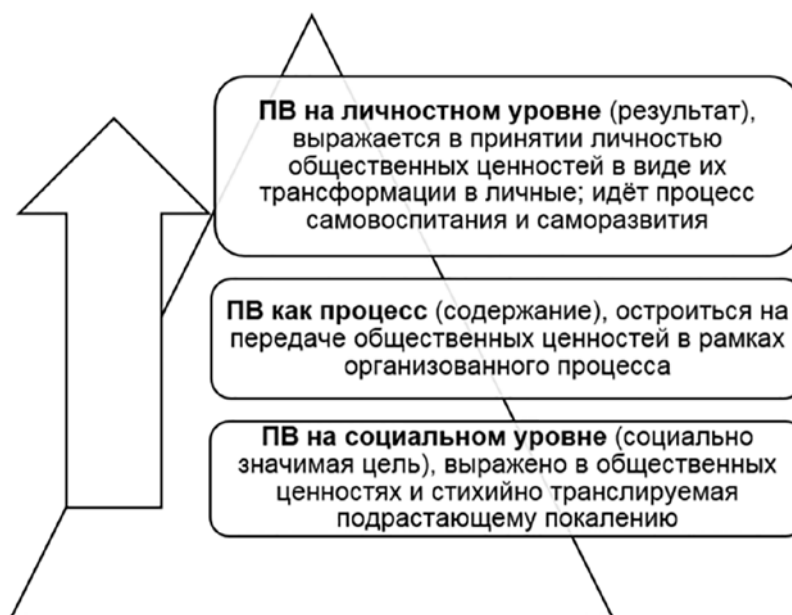 ПВ на личностном уровне (результат),
выражается в принятии личностью
общественных ценностей в виде их
трансформации в личные; идёт процесс
самовоспитания и саморазвития
ПВ как процесс (содержание), остроиться на
передаче общественных ценностей в рамках
организованного процесса
ПВ на социальном уровне (социально
значимая цель), выражено в общественных
ценностях и стихийно транслируемая
подрастающему покалению